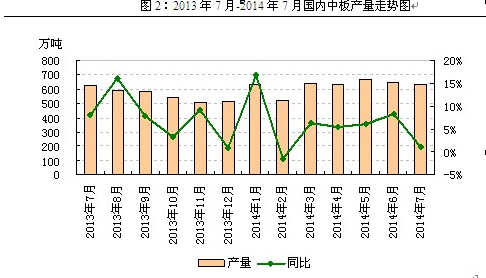 图2：2013年7月-2014年7月国内中板产量走势图
万吨
800
700
600
500
400
300
200
100
0
20%
15%
10%
5%
0%
-5%
2013年7月
2013年8月
2013年9月
2013年10月
2013年11月
2013年12月
2014年1月
2014年2月
2014年3月
2014年4月
2014年5月
2014年6月
2014年7月
产量
同比